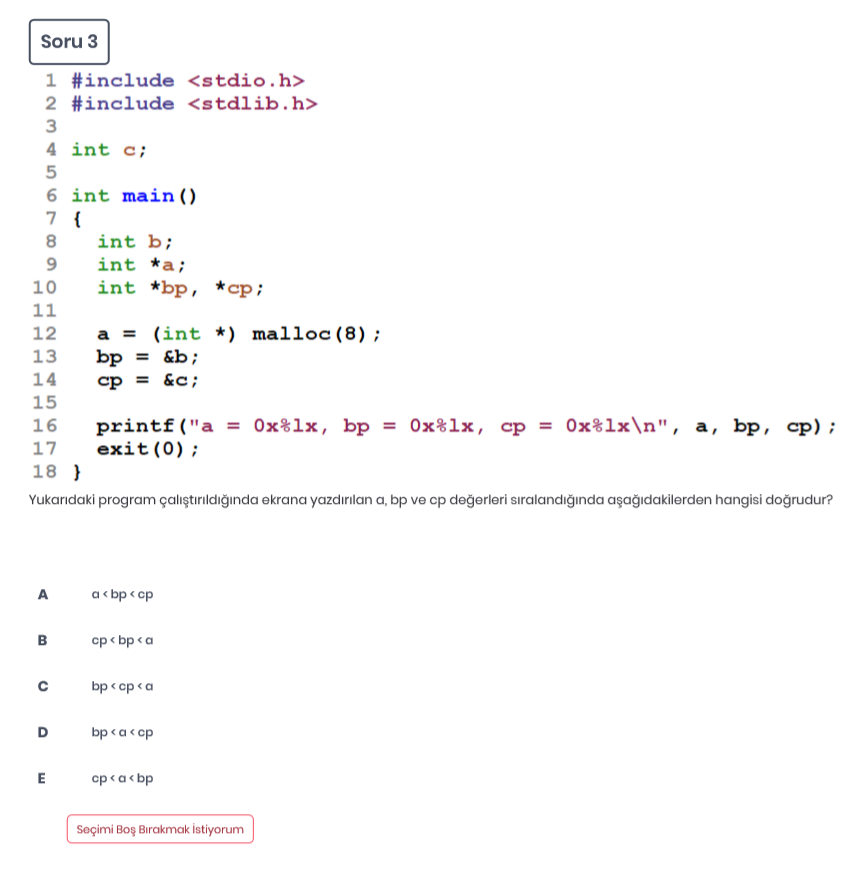 Soru 3
1 #include <stdio.h>
2 #include <stdlib.h>
3
4 int c;
5
6 int main()
7 {
8   int b;
9   int *a;
10   int *bp, *cp;
11
12   a = (int *) malloc(8);
13   bp = &b;
14   cp = &c;
15
16   printf("a = 0x%lx, bp = 0x%lx, cp = 0x%lx\n", a, bp, cp);
17   exit(0);
18 }
Yukarıdaki program çalıştırıldığında ekrana yazdırılan a, bp ve cp değerleri sıralandığında aşağıdakilerden hangisi doğrudur?
A a < bp < cp
B cp < bp < a
C bp < cp < a
D bp < a < cp
E cp < a < bp
Seçimi Boş Bırakmak İstiyorum